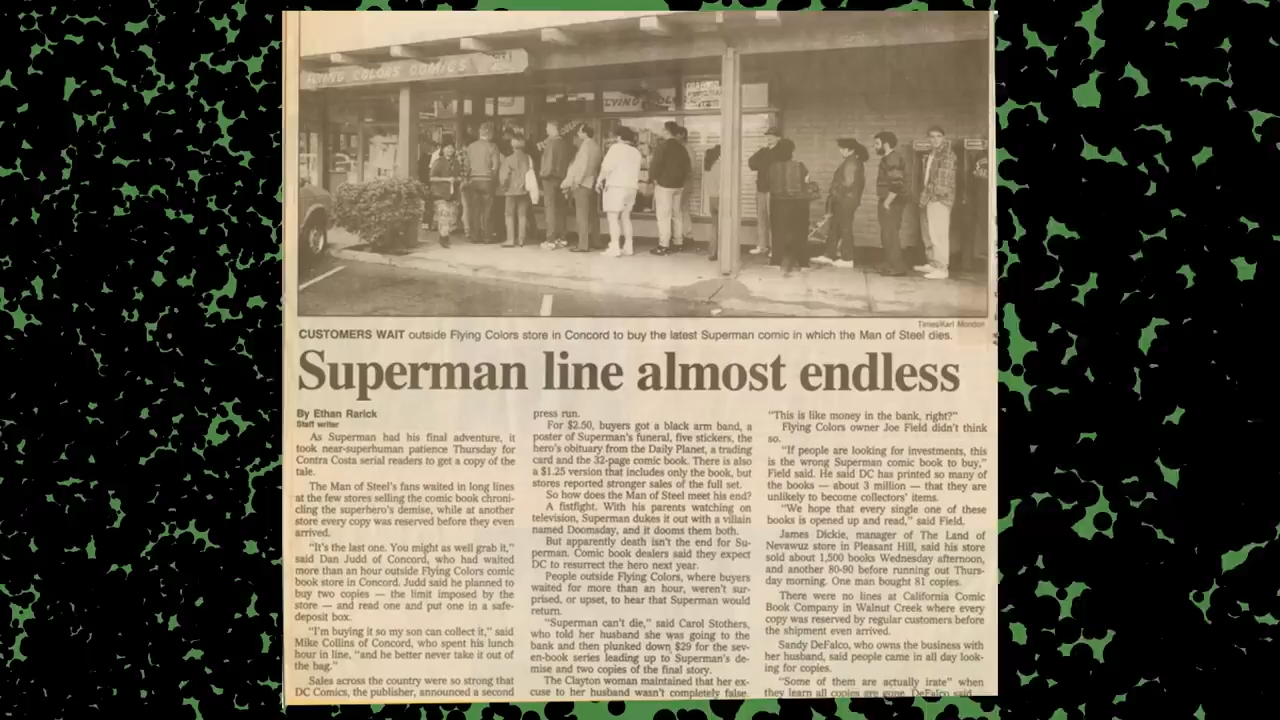 FLYING COLORS COMICS
Times/Karl Mondon
CUSTOMERS WAIT outside Flying Colors store in Concord to buy the latest Superman comic in which the Man of Steel dies.
Superman line almost endless
By Ethan Rarick
Staff writer
As Superman had his final adventure, it
took near-superhuman patience Thursday for
Contra Costa serial readers to get a copy of the
tale.
The Man of Steel's fans waited in long lines
at the few stores selling the comic book chroni-
cling the superhero's demise, while at another
store every copy was reserved before they even
arrived.
"It's the last one. You might as well grab it,"
said Dan Judd of Concord, who had waited
more than an hour outside Flying Colors comic
book store in Concord. Judd said he planned to
buy two copies — the limit imposed by the
store — and read one and put one in a safe-
deposit box.
"I'm buying it so my son can collect it," said
Mike Collins of Concord, who spent his lunch
hour in line, "and he better never take it out of
the bag."
Sales across the country were so strong that
DC Comics, the publisher, announced a second
press run.
For $2.50, buyers got a black arm band, a
poster of Superman's funeral, five stickers, the
hero's obituary from the Daily Planet, a trading
card and the 32-page comic book. There is also
a $1.25 version that includes only the book, but
stores reported stronger sales of the full set.
So how does the Man of Steel meet his end?
A fistfight. With his parents watching on
television, Superman dukes it out with a villain
named Doomsday, and it dooms them both.
But apparently death isn't the end for Su-
perman. Comic book dealers said they expect
DC to resurrect the hero next year.
People outside Flying Colors, where buyers
waited for more than an hour, weren't sur-
prised, or upset, to hear that Superman would
return.
"Superman can't die," said Carol Stothers,
who told her husband she was going to the
bank and then plunked down $29 for the sev-
en-book series leading up to Superman's de-
mise and two copies of the final story.
The Clayton woman maintained that her ex-
cuse to her husband wasn't completely false.
"This is like money in the bank, right?"
Flying Colors owner Joe Field didn't think
so.
"If people are looking for investments, this
is the wrong Superman comic book to buy,"
Field said. He said DC has printed so many of
the books — about 3 million — that they are
unlikely to become collectors' items.
"We hope that every single one of these
books is opened up and read," said Field.
James Dickie, manager of The Land of
Nevawuz store in Pleasant Hill, said his store
sold about 1,500 books Wednesday afternoon,
and another 80-90 before running out Thurs-
day morning. One man bought 81 copies.
There were no lines at California Comic
Book Company in Walnut Creek where every
copy was reserved by regular customers before
the shipment even arrived.
Sandy DeFalco, who owns the business with
her husband, said people came in all day look-
ing for copies.
"Some of them are actually irate" when
they learn all copies are gone, DeFalco said.